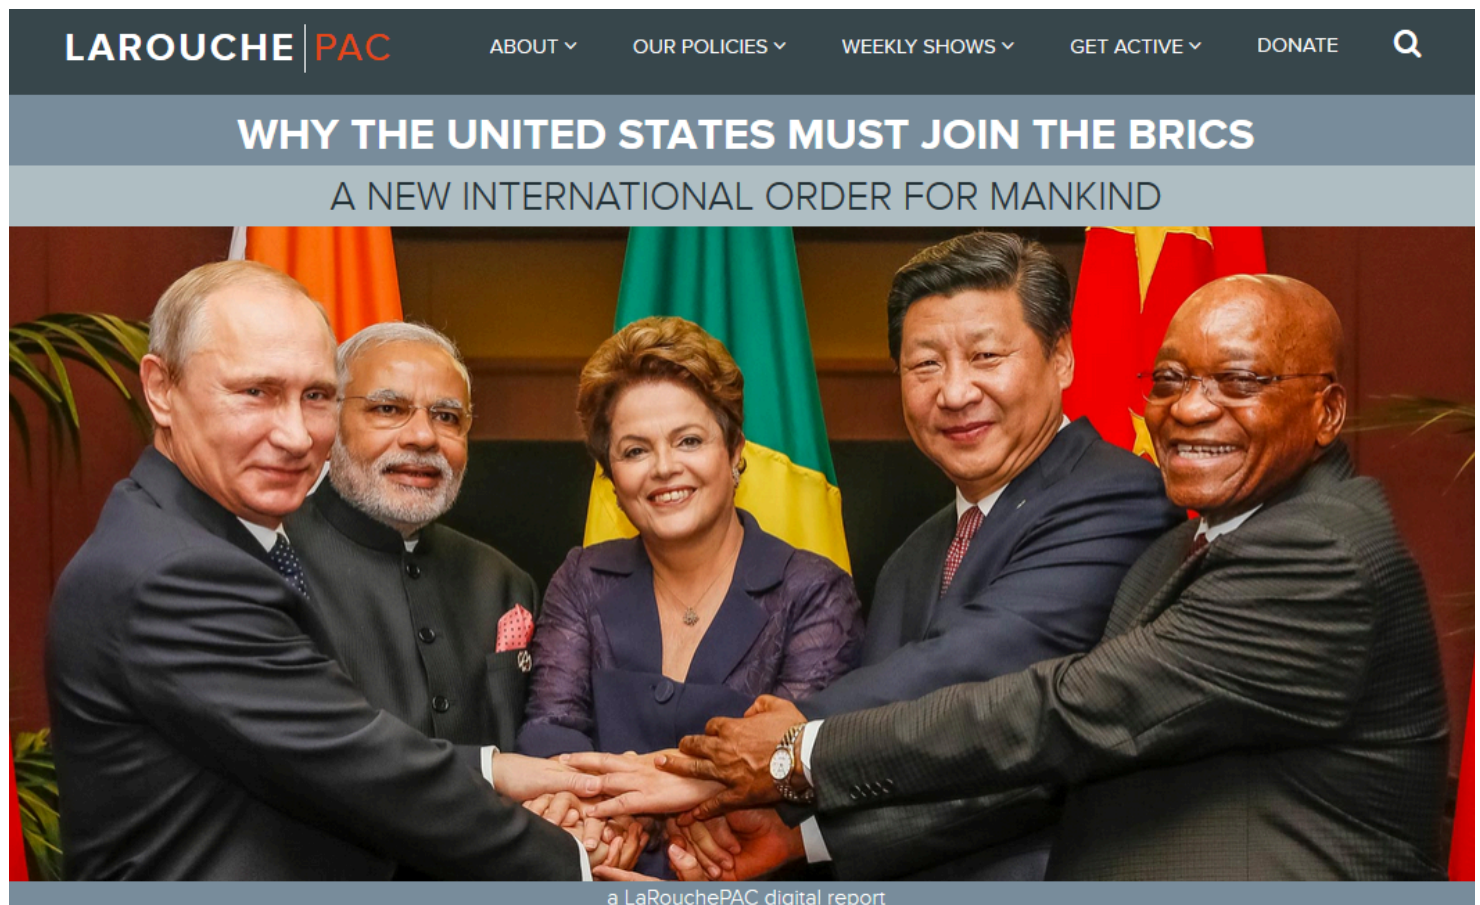 LAROUCHE PAC ABOUT OUR POLICIES WEEKLY SHOWS GET ACTIVE DONATE
WHY THE UNITED STATES MUST JOIN THE BRICS
A NEW INTERNATIONAL ORDER FOR MANKIND
a LaRouchePAC digital report